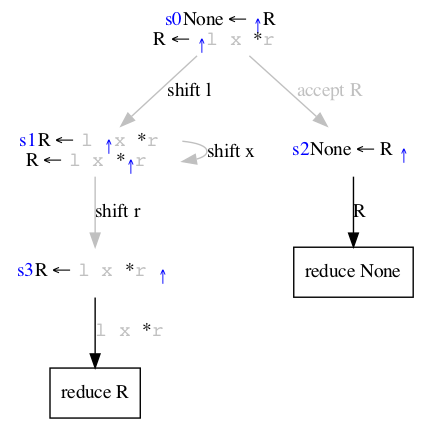 s0None ← ↑R
R ← ↑l x *r
shift l
accept R
s1R ← l ↑x *r
R ← l x *↑r
shift x
s2None ← R ↑
shift r
R
s3R ← l x *r ↑
reduce None
l x *r
reduce R